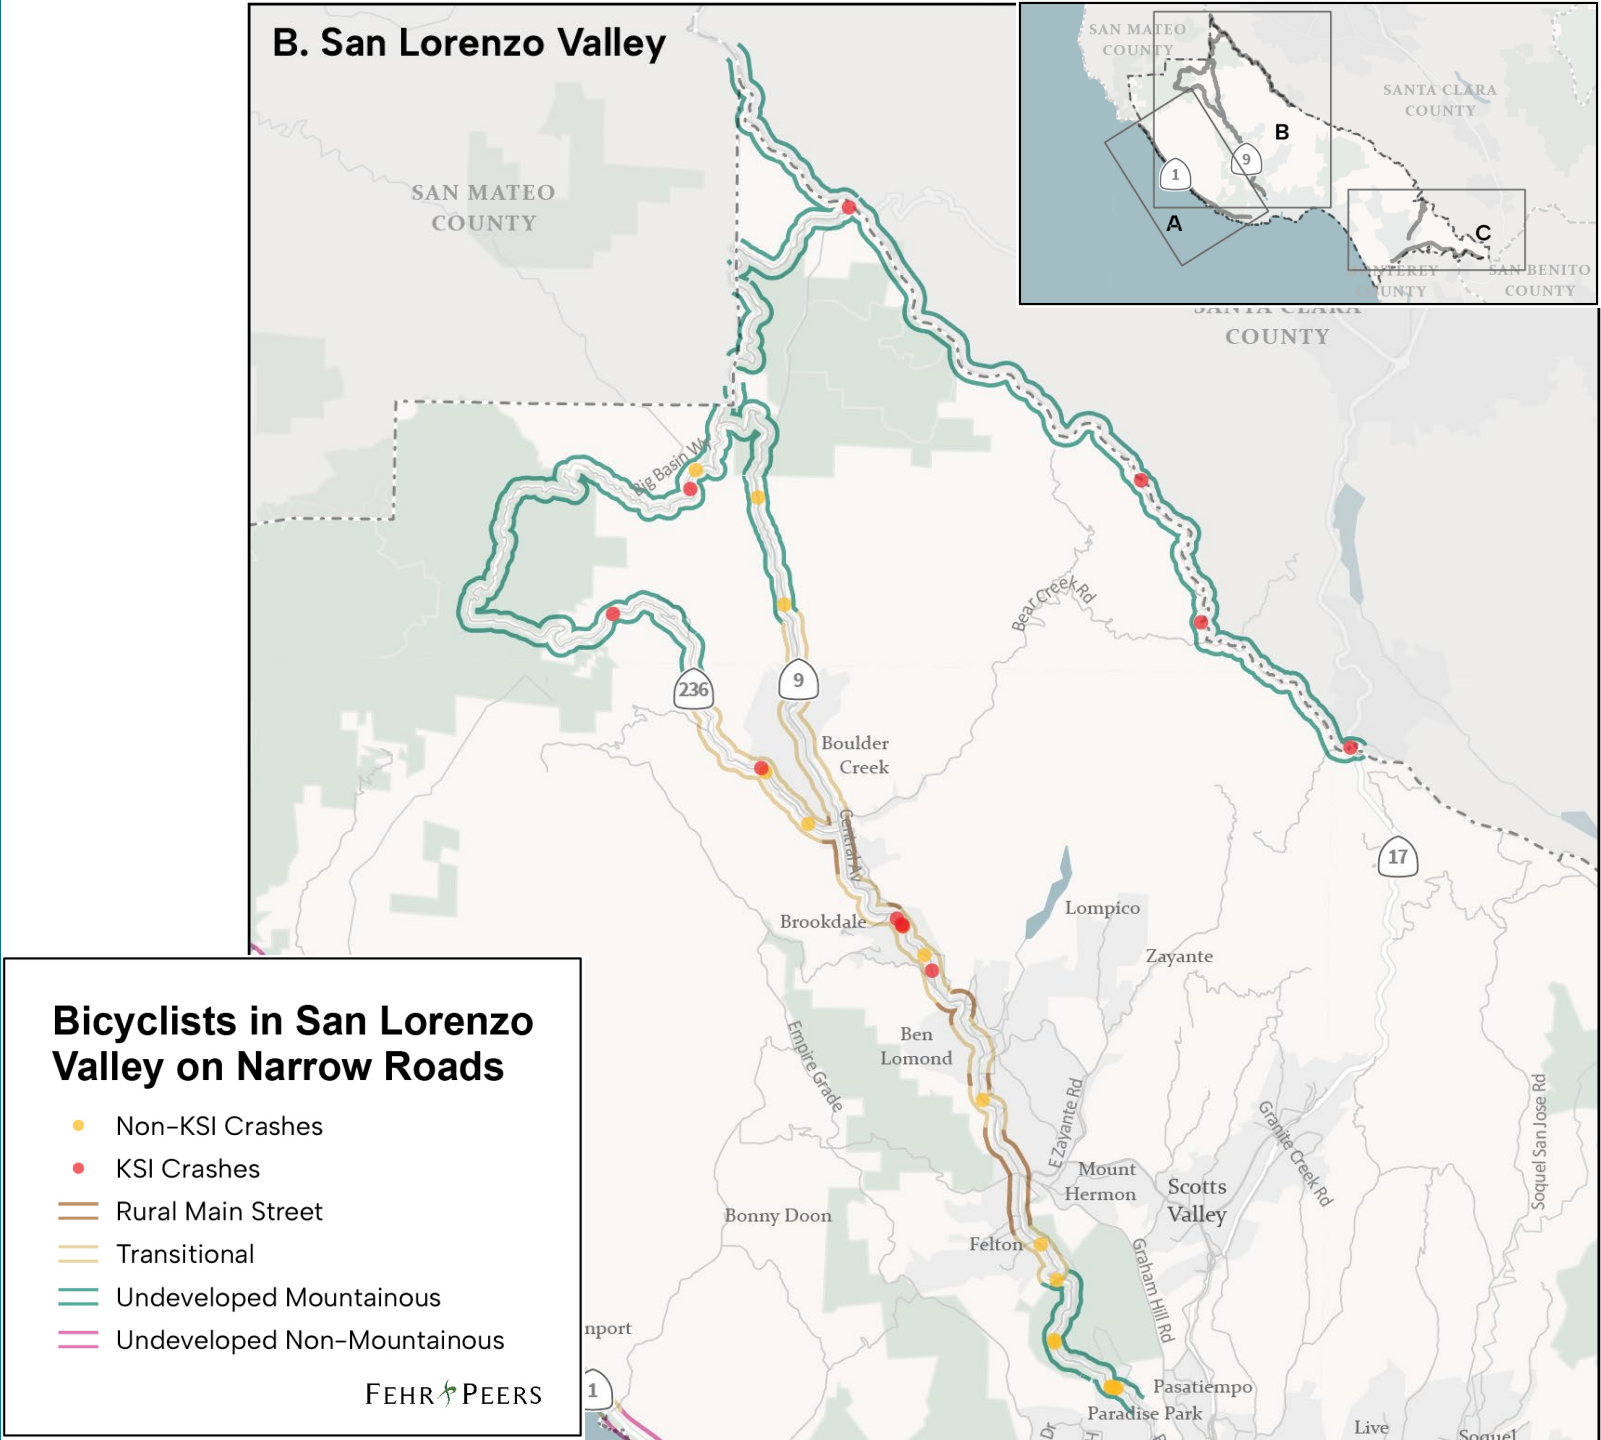 B. San Lorenzo Valley
SAN MATEO
COUNTY
SANTA CLARA
COUNTY
B
9
1
A
C
SAN BENITO
COUNTY
SAN MATEO
COUNTY
SANTA CLARA
COUNTY
Big Basin Wy
Bear Creek Rd
236
9
Boulder
Creek
Central Av
17
Brookdale
Lompico
Zayante
Ben
Lomond
Empire Grade
E Zayante Rd
Granite Creek Rd
Soquel San Jose Rd
Mount
Hermon
Scotts
Valley
Bonny Doon
Felton
Graham Hill Rd
nport
1
Pasatiempo
Paradise Park
Dr
Live
Soquel
Bicyclists in San Lorenzo
Valley on Narrow Roads
Non-KSI Crashes
KSI Crashes
Rural Main Street
Transitional
Undeveloped Mountainous
Undeveloped Non-Mountainous
FEHR PEERS